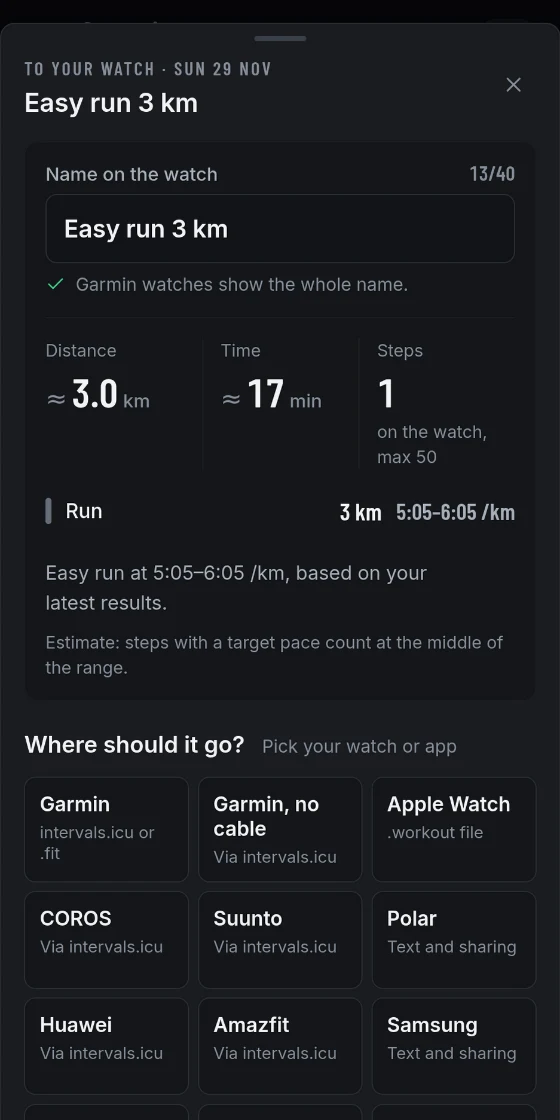 TO YOUR WATCH · SUN 29 NOV
Easy run 3 km
Name on the watch 13/40
Easy run 3 km
Garmin watches show the whole name.
Distance Time Steps
≈ 3.0 km ≈ 17 min 1
on the watch,
max 50
Run 3 km 5:05–6:05 /km
Easy run at 5:05–6:05 /km, based on your
latest results.
Estimate: steps with a target pace count at the middle of
the range.
Where should it go? Pick your watch or app
Garmin
intervals.icu or
.fit
Garmin, no
cable
Via intervals.icu
Apple Watch
.workout file
COROS
Via intervals.icu
Suunto
Via intervals.icu
Polar
Text and sharing
Huawei
Via intervals.icu
Amazfit
Via intervals.icu
Samsung
Text and sharing